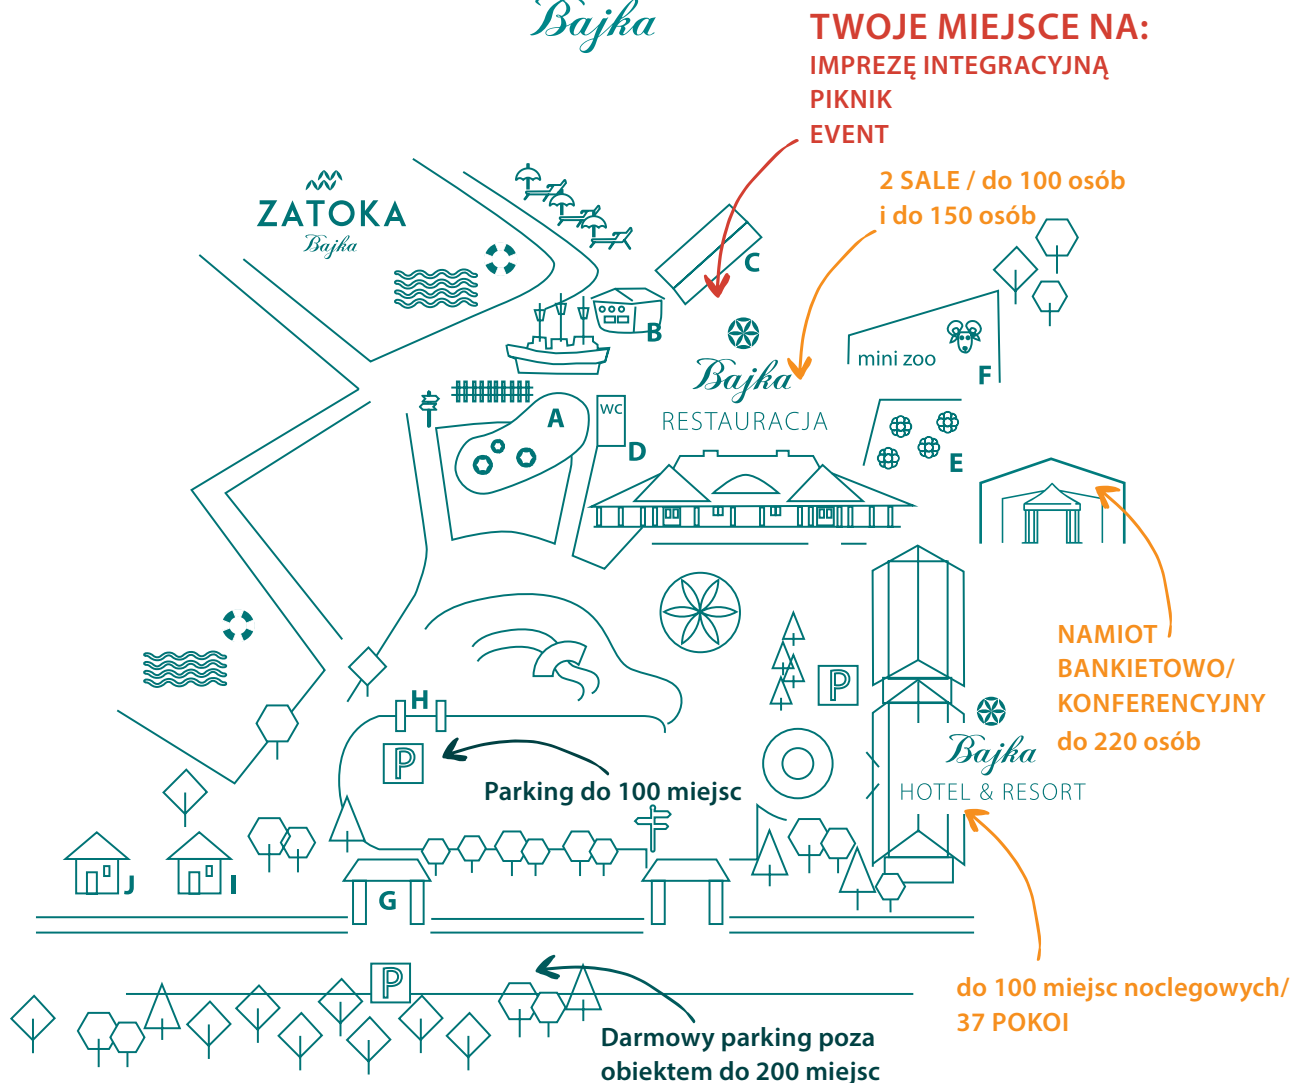 Bajka
TWOJE MIEJSCE NA:
IMPREZĘ INTEGRACYJNĄ
PIKNIK
EVENT
2 SALE / do 100 osób
i do 150 osób
ZATOKA
Bajka
C
B
mini zoo
F
Bajka
RESTAURACJA
A
WC
D
E
NAMIOT
BANKIETOWO/
KONFERENCYJNY
do 220 osób
P
H
P
Parking do 100 miejsc
Bajka
HOTEL & RESORT
J
I
G
P
do 100 miejsc noclegowych/
37 POKOI
Darmowy parking poza
obiektem do 200 miejsc